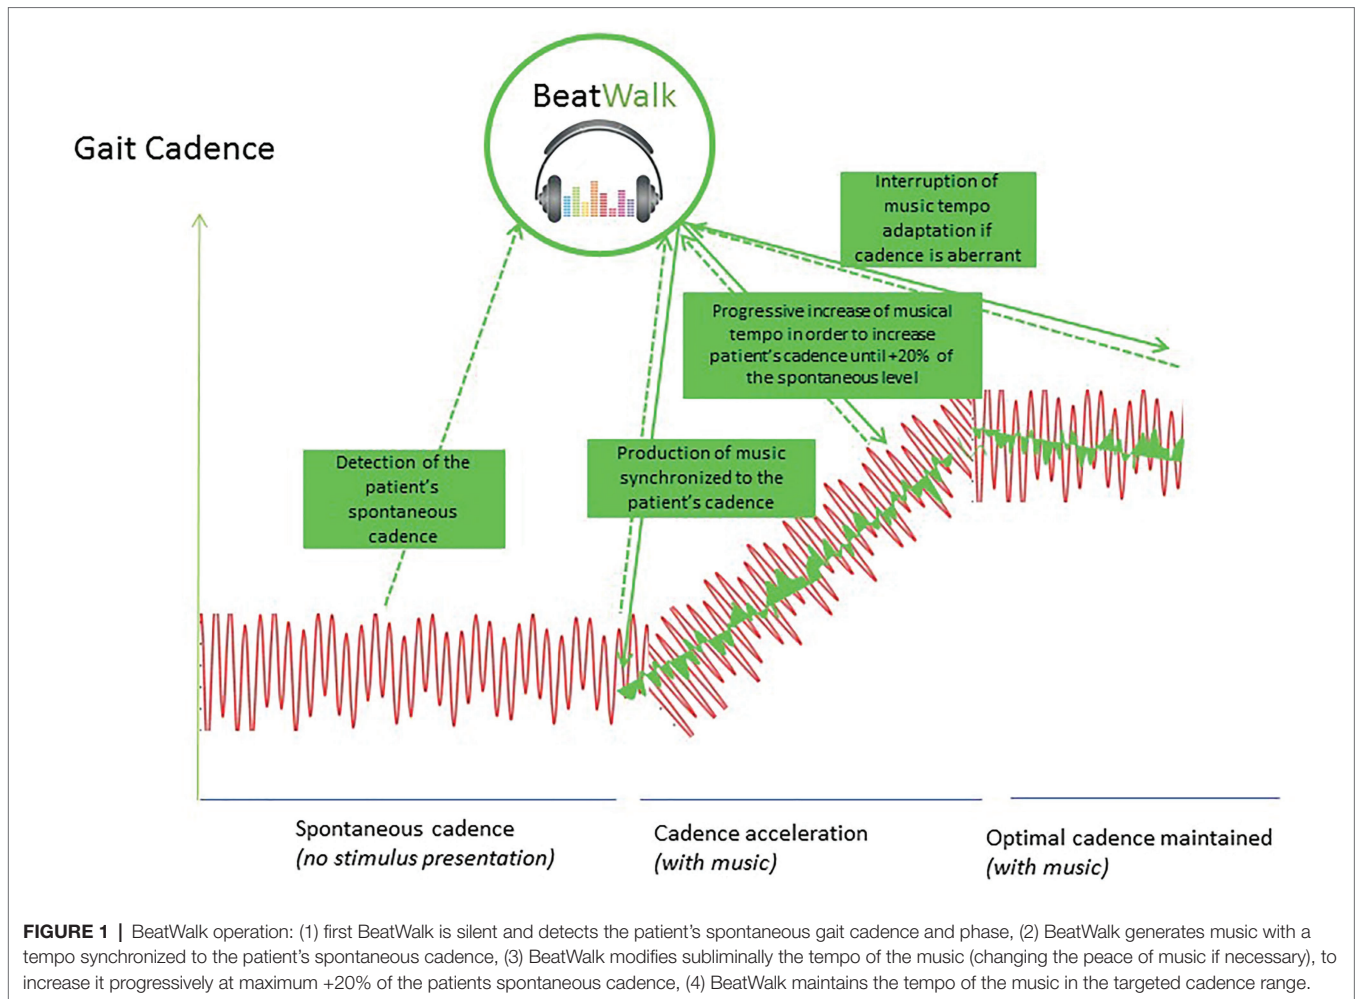 BeatWalk
Gait Cadence
Interruption of
music tempo
adaptation if
cadence is aberrant
Progressive increase of musical
tempo in order to increase
patient's cadence until +20% of
the spontaneous level
Production of music
synchronized to the
patient's cadence
Detection of the
patient's
spontaneous
cadence
Spontaneous cadence
(no stimulus presentation)
Cadence acceleration
(with music)
Optimal cadence maintained
(with music)
FIGURE 1 | BeatWalk operation: (1) first BeatWalk is silent and detects the patient's spontaneous gait cadence and phase, (2) BeatWalk generates music with a
tempo synchronized to the patient's spontaneous cadence, (3) BeatWalk modifies subliminally the tempo of the music (changing the peace of music if necessary), to
increase it progressively at maximum +20% of the patients spontaneous cadence, (4) BeatWalk maintains the tempo of the music in the targeted cadence range.